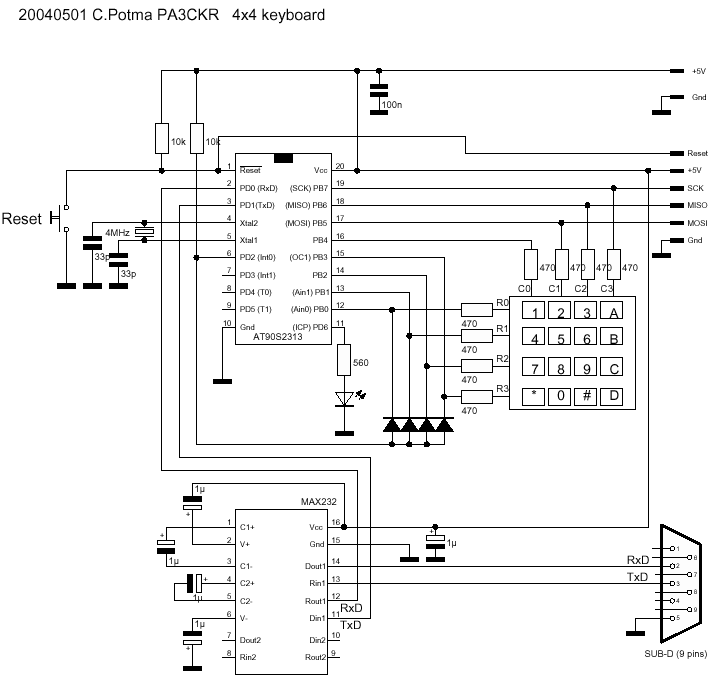 20040501 C.Potma PA3CKR   4x4 keyboard
+5V
100n
Gnd
10k
10k
Reset
1 Reset Vcc 20
+5V
2 PD0 (RxD) (SCK) PB7 19
SCK
3 PD1(TxD) (MISO) PB6 18
MISO
Reset
4MHz
4 Xtal2 (MOSI) PB5 17
MOSI
33p
5 Xtal1 PB4 16
Gnd
33p
6 PD2 (Int0) (OC1) PB3 15
470 470 470 470
7 PD3 (Int1) PB2 14
C0 C1 C2 C3
8 PD4 (T0) (Ain1) PB1 13
9 PD5 (T1) (Ain0) PB0 12
R0
470
1 2 3 A
10 Gnd (ICP) PD6 11
AT90S2313
R1
470
4 5 6 B
560
R2
470
7 8 9 C
R3
470
* 0 # D
1µ
+
MAX232
1 C1+ Vcc 16
+
1µ
2 V+ Gnd 15
+
1µ
3 C1- Dout1 14
RxD
4 C2+ Rin1 13
TxD
+
1µ
5 C2- Rout1 12
RxD
6 V- Din1 11
TxD
1µ
+
7 Dout2 Din2 10
8 Rin2 Rout2 9
1
6
2
7
3
8
4
9
5
SUB-D (9 pins)